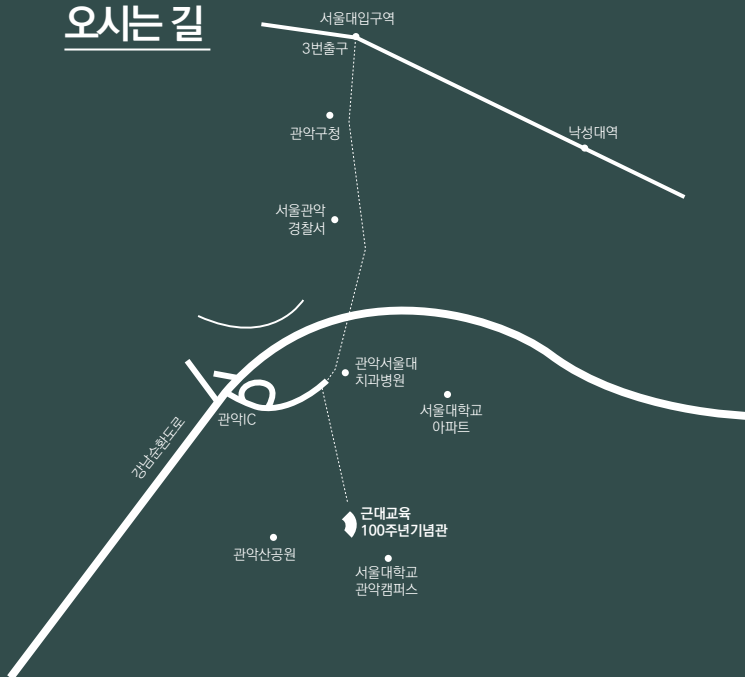 오시는 길
서울대입구역
3번출구
관악구청
낙성대역
서울관악
경찰서
관악서울대
치과병원
서울대학교
아파트
관악IC
강남순환도로
근대교육
100주년기념관
관악산공원
서울대학교
관악캠퍼스